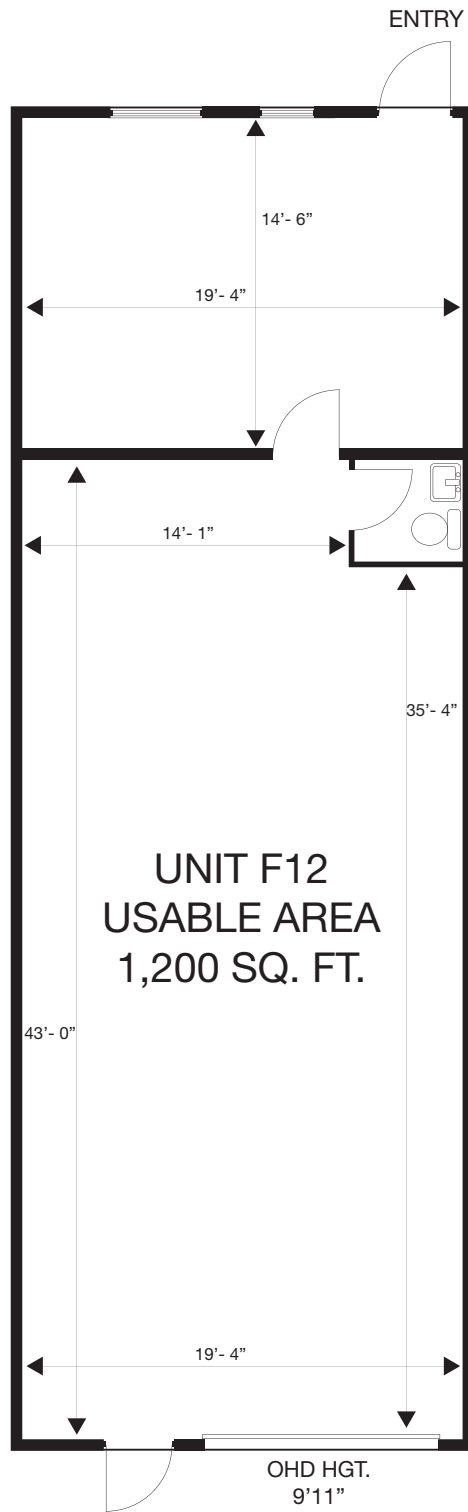 ENTRY
14’- 6”
19’- 4”
14’- 1”
35’- 4”
UNIT F12
USABLE AREA
1,200 SQ. FT.
43’- 0”
19’- 4”
OHD HGT.
9’11”